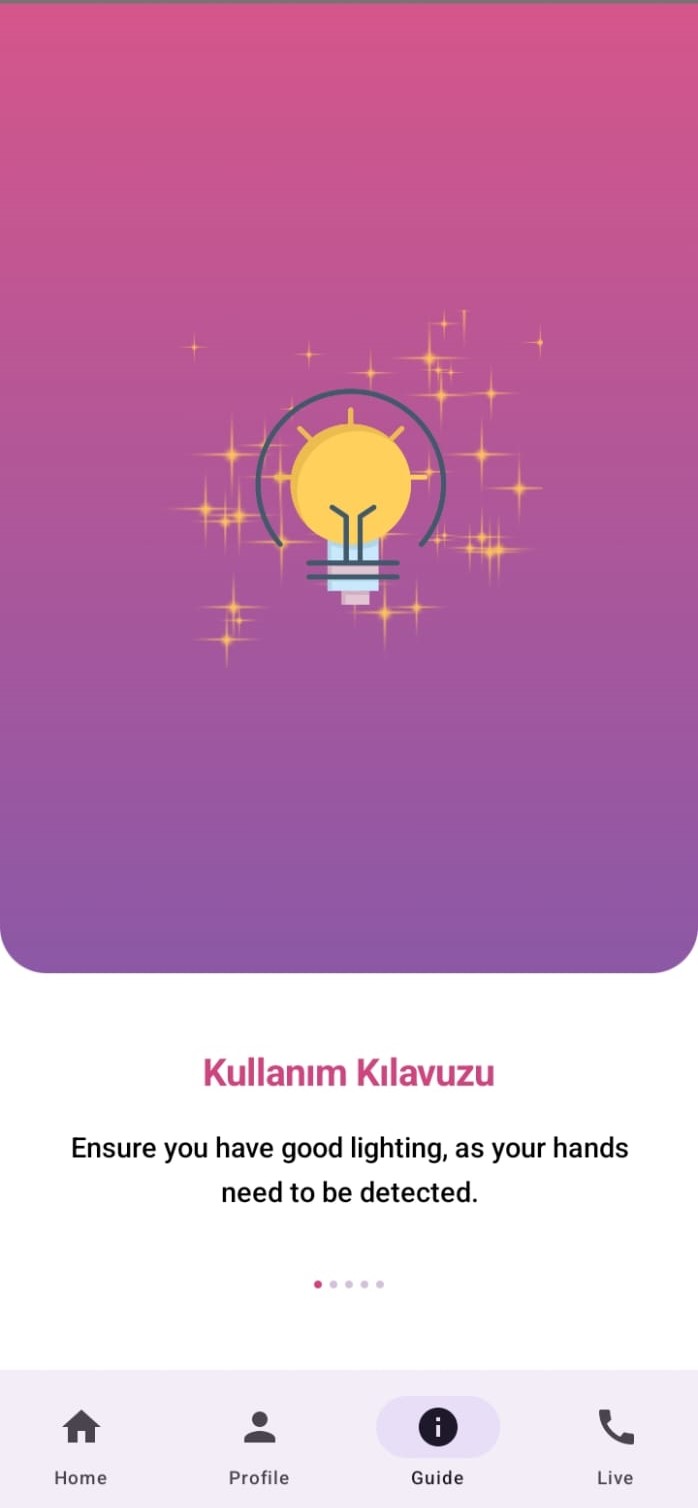 Kullanım Kılavuzu
Ensure you have good lighting, as your hands
need to be detected.
Home
Profile
Guide
Live